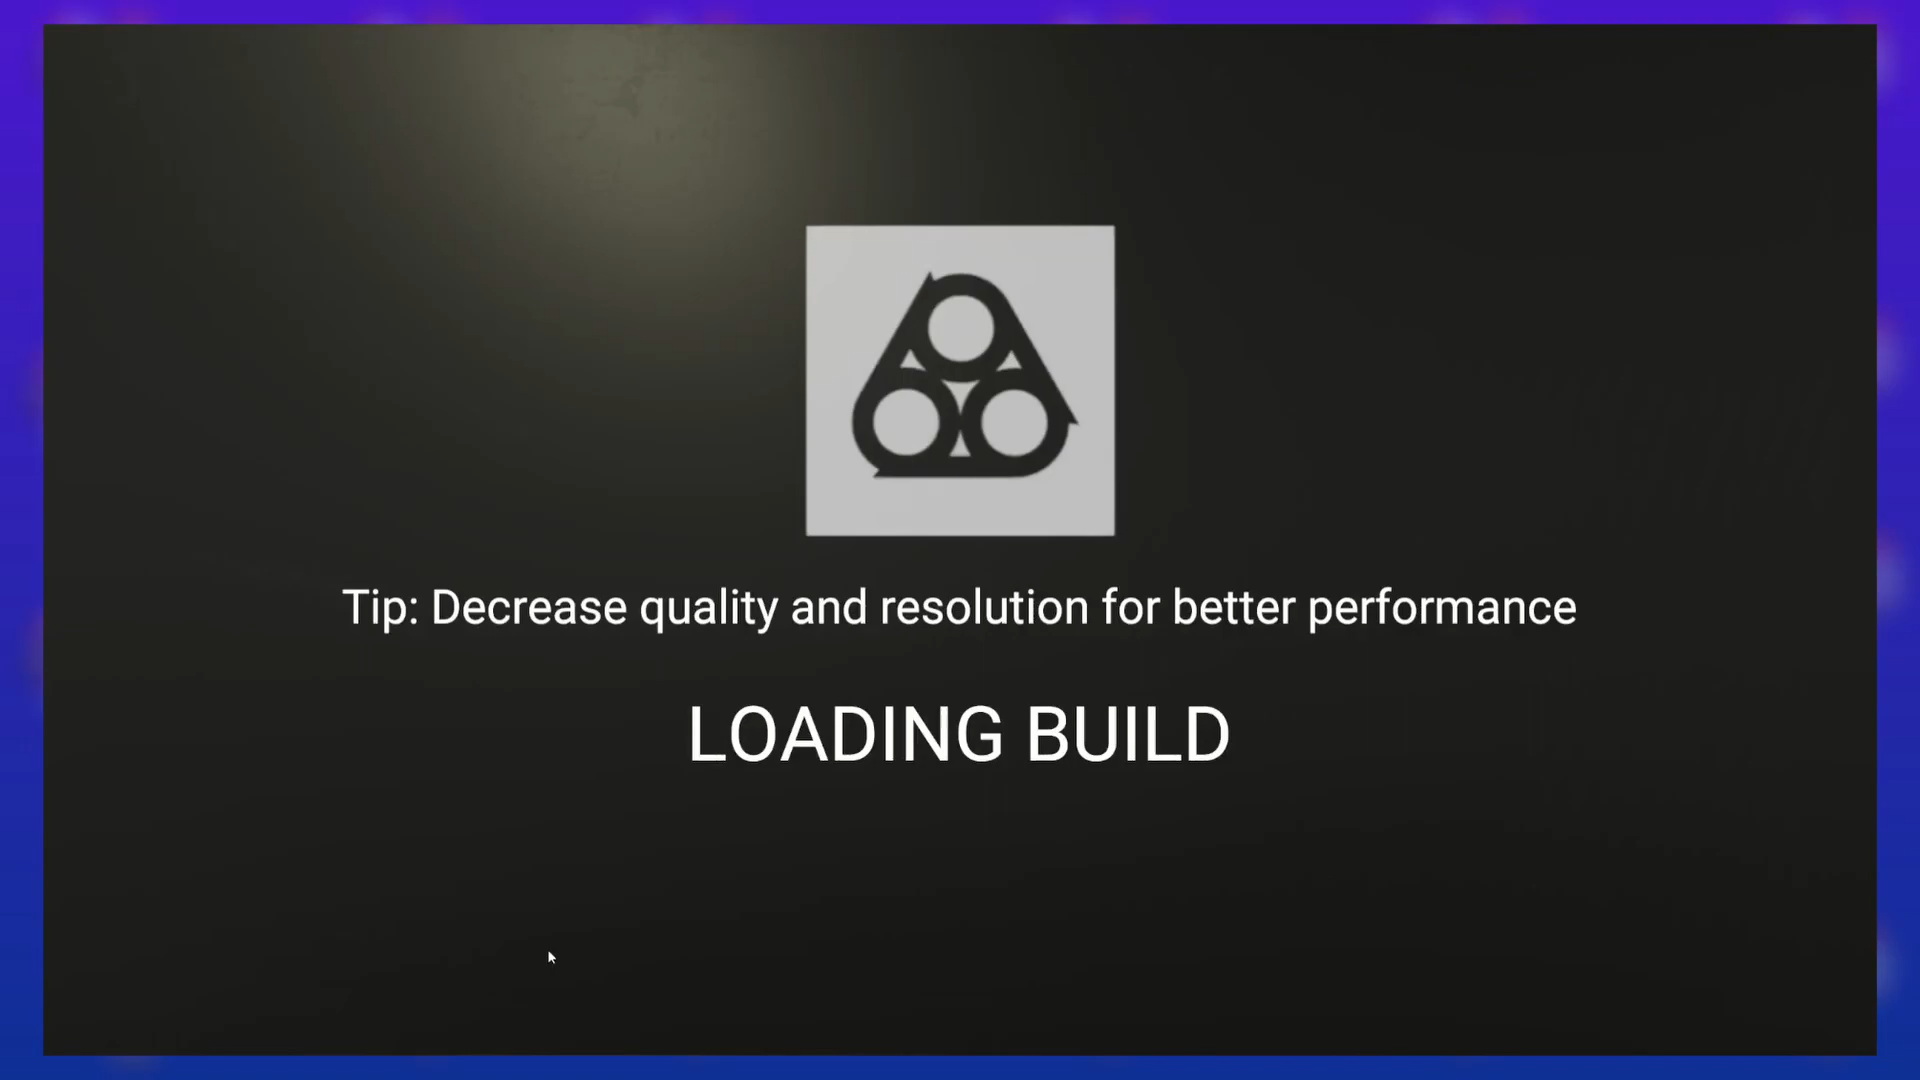 Tip: Decrease quality and resolution for better performance
LOADING BUILD